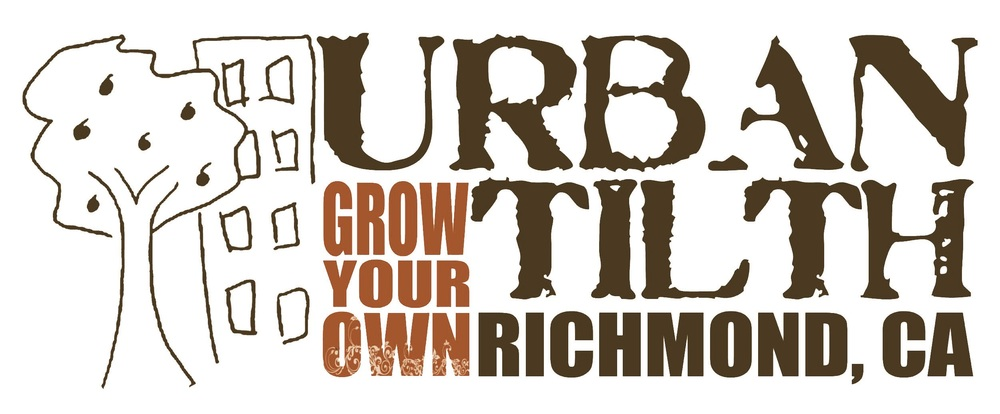 URBAN
TILTH
GROW
YOUR
OWN
RICHMOND, CA